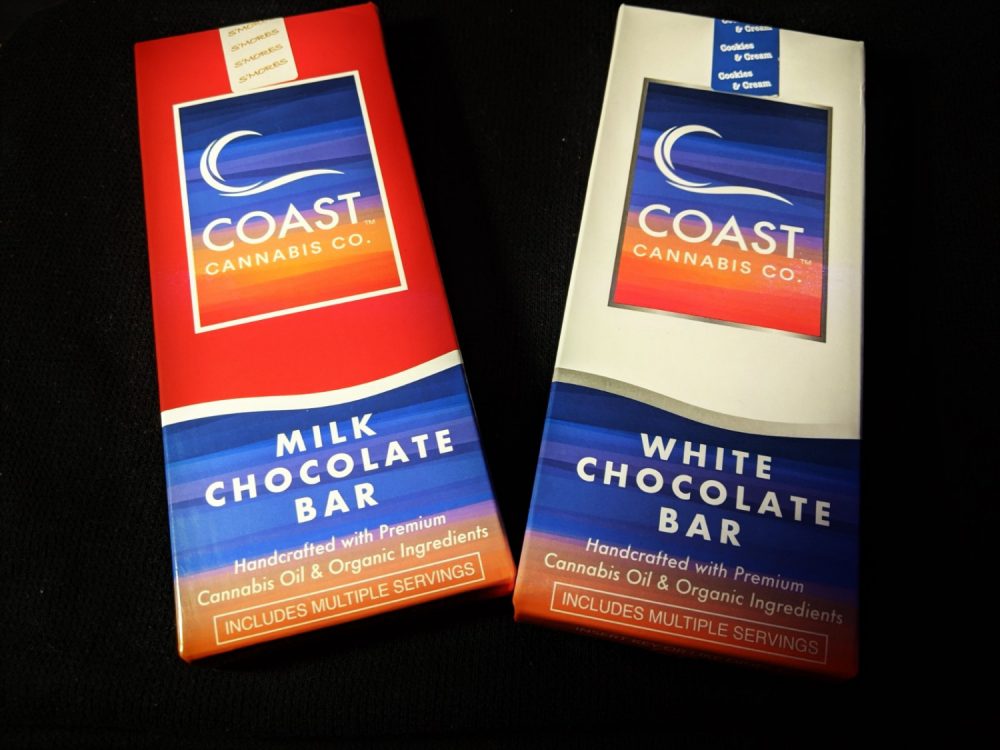 S'MORES
S'MORES
S'MORES
S'MORES
COAST™
CANNABIS CO.
MILK
CHOCOLATE
BAR
Handcrafted with Premium
Cannabis Oil & Organic Ingredients
INCLUDES MULTIPLE SERVINGS
& Cream
Cookies
& Cream
Cookies
& Cream
COAST™
CANNABIS CO.
WHITE
CHOCOLATE
BAR
Handcrafted with Premium
Cannabis Oil & Organic Ingredients
INCLUDES MULTIPLE SERVINGS